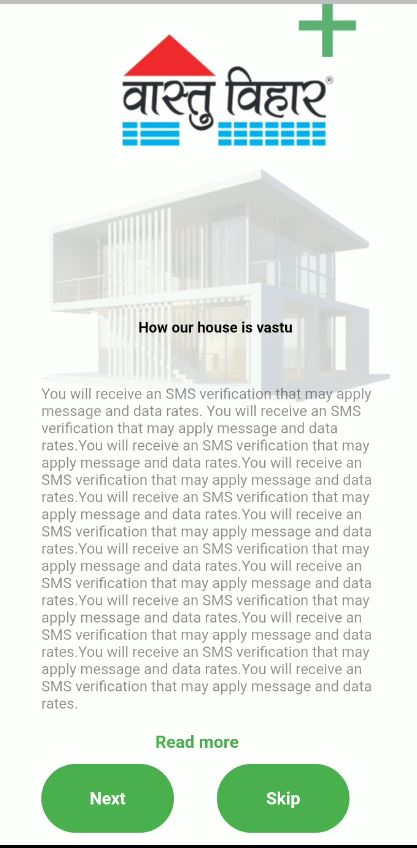 वास्तु विहार®
How our house is vastu
You will receive an SMS verification that may apply
message and data rates. You will receive an SMS
verification that may apply message and data
rates.You will receive an SMS verification that may
apply message and data rates.You will receive an
SMS verification that may apply message and data
rates.You will receive an SMS verification that may
apply message and data rates.You will receive an
SMS verification that may apply message and data
rates.You will receive an SMS verification that may
apply message and data rates.You will receive an
SMS verification that may apply message and data
rates.You will receive an SMS verification that may
apply message and data rates.You will receive an
SMS verification that may apply message and data
rates.You will receive an SMS verification that may
apply message and data rates.You will receive an
SMS verification that may apply message and data
rates.
Read more
Next Skip